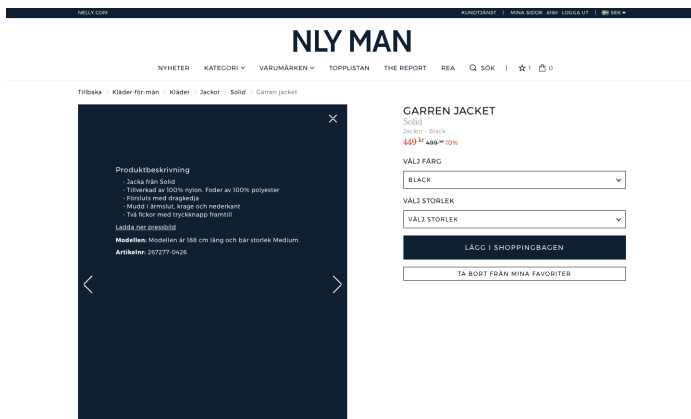 NELLY.COM
KUNDTJÄNST | MINA SIDOR eller LOGGA UT | SEK
NLY MAN
NYHETER KATEGORI VARUMÄRKEN TOPPLISTAN THE REPORT REA SÖK | 1 0
Tillbaka / Kläder-för-män / Kläder / Jackor / Solid / Garren jacket
GARREN JACKET
Solid
Jackor - Black
449 kr 499 kr 10%
VÄLJ FÄRG
BLACK
VÄLJ STORLEK
VÄLJ STORLEK
LÄGG I SHOPPINGBAGEN
TA BORT FRÅN MINA FAVORITER
Produktbeskrivning
- Jacka från Solid
- Tillverkad av 100% nylon. Foder av 100% polyester
- Försluts med dragkedja
- Mudd i ärmslut, krage och nederkant
- Två fickor med tryckknapp framtill
Ladda ner pressbild
Modellen: Modellen är 188 cm lång och bär storlek Medium.
Artikelnr: 267277-0426